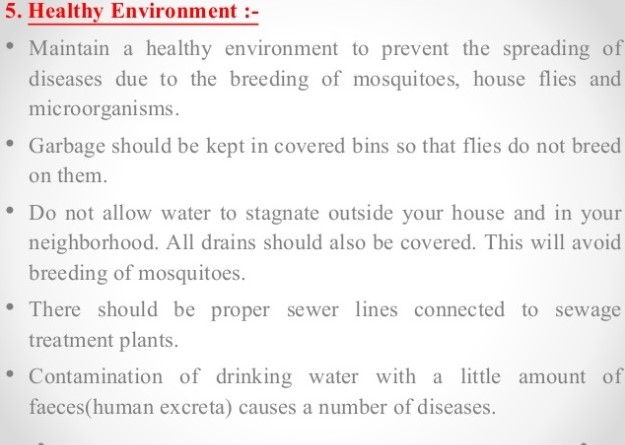 5. Healthy Environment :-
• Maintain a healthy environment to prevent the spreading of
diseases due to the breeding of mosquitoes, house flies and
microorganisms.
• Garbage should be kept in covered bins so that flies do not breed
on them.
• Do not allow water to stagnate outside your house and in your
neighborhood. All drains should also be covered. This will avoid
breeding of mosquitoes.
• There should be proper sewer lines connected to sewage
treatment plants.
• Contamination of drinking water with a little amount of
faeces(human excreta) causes a number of diseases.